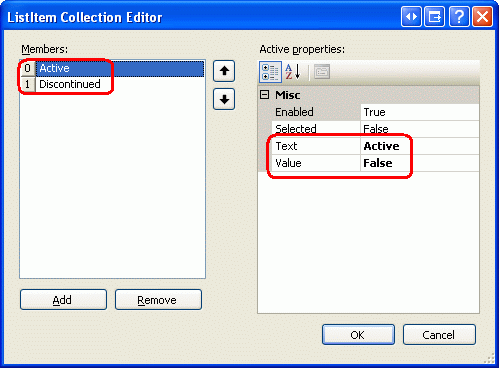 ListItem Collection Editor
Members:
0 Active
1 Discontinued
Add
Remove
Active properties:
Misc
Enabled True
Selected False
Text Active
Value False
OK
Cancel